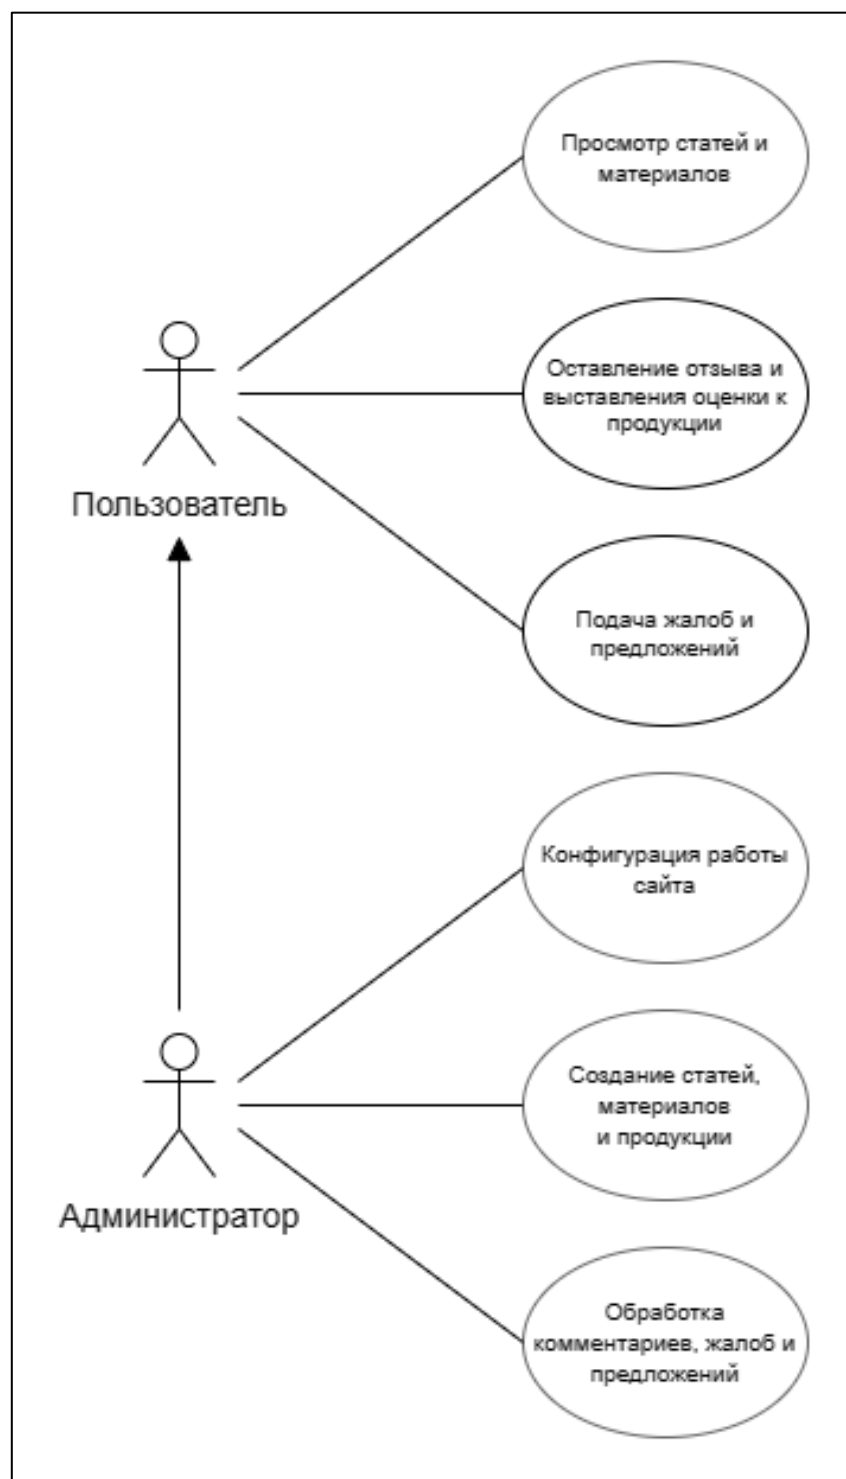 Просмотр статей и
материалов
Оставление отзыва и
выставления оценки к
продукции
Пользователь
Подача жалоб и
предложений
Конфигурация работы
сайта
Создание статей,
материалов
и продукции
Администратор
Обработка
комментариев, жалоб и
предложений